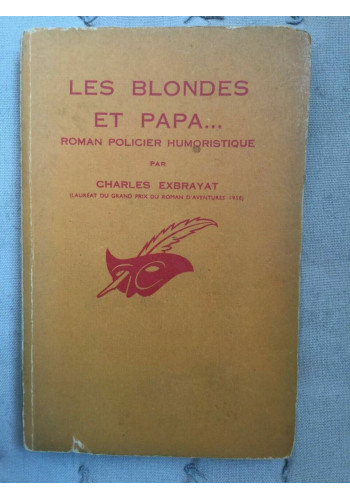 LES BLONDES
ET PAPA...
ROMAN POLICIER HUMORISTIQUE
PAR
CHARLES EXBRAYAT
(LAURÉAT DU GRAND PRIX DU ROMAN D'AVENTURES 1958)